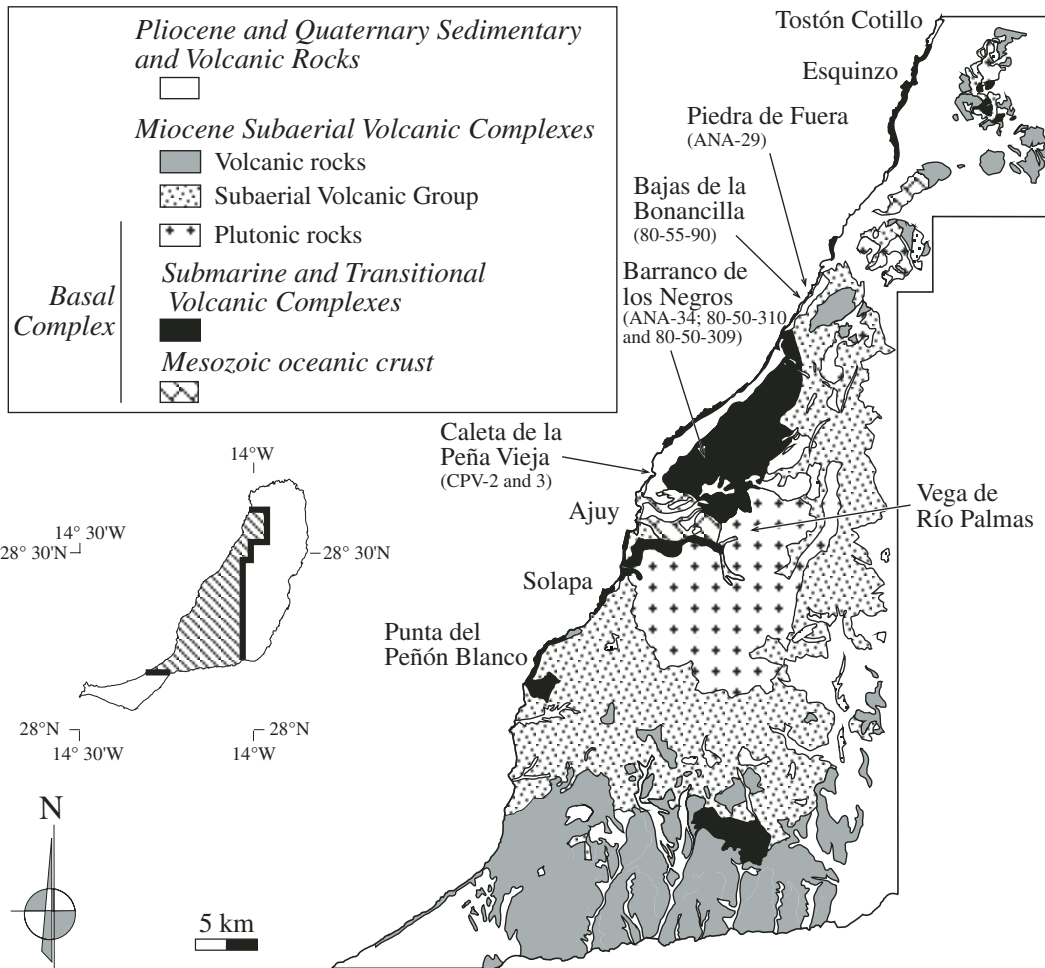 Pliocene and Quaternary Sedimentary
and Volcanic Rocks
Miocene Subaerial Volcanic Complexes
Volcanic rocks
Subaerial Volcanic Group
Plutonic rocks
Submarine and Transitional
Volcanic Complexes
Basal
Complex
Mesozoic oceanic crust
Tostón Cotillo
Esquinzo
Piedra de Fuera
(ANA-29)
Bajas de la
Bonancilla
(80-55-90)
Barranco de
los Negros
(ANA-34; 80-50-310
and 80-50-309)
Caleta de la
Peña Vieja
(CPV-2 and 3)
Ajuy
Vega de
Río Palmas
Solapa
Punta del
Peñón Blanco
14°W
14° 30'W
28° 30'N
28° 30'N
28°N
14° 30'W
28°N
14°W
N
5 km